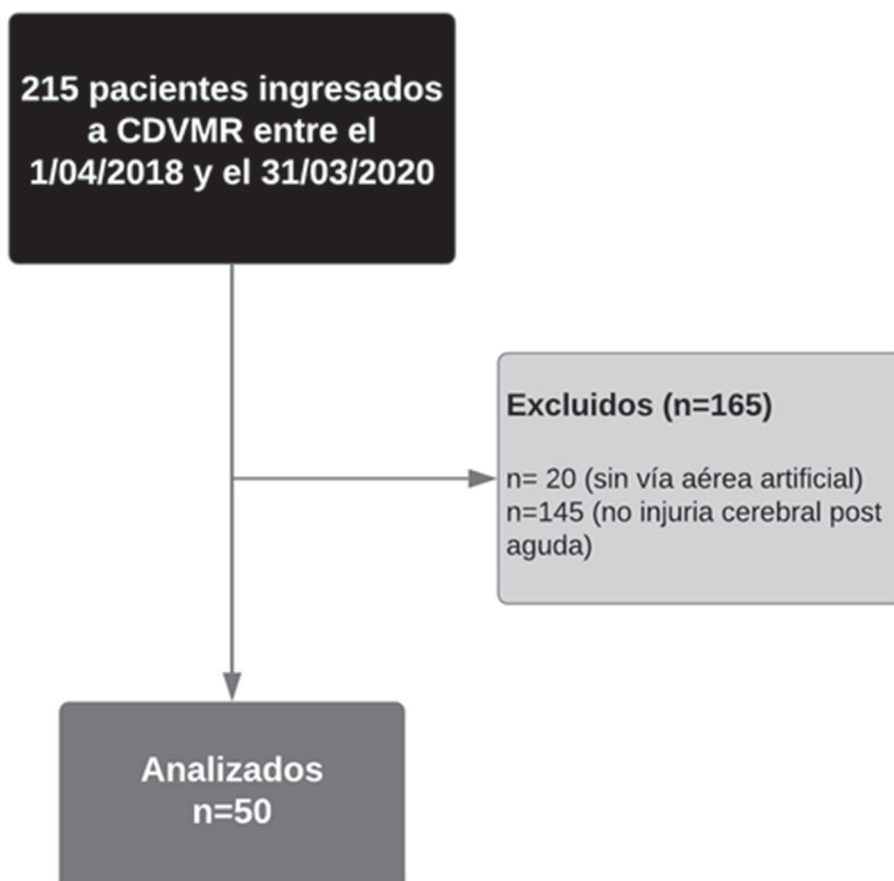 215 pacientes ingresados
a CDVMR entre el
1/04/2018 y el 31/03/2020
Excluidos (n=165)
n= 20 (sin vía aérea artificial)
n=145 (no injuria cerebral post
aguda)
Analizados
n=50